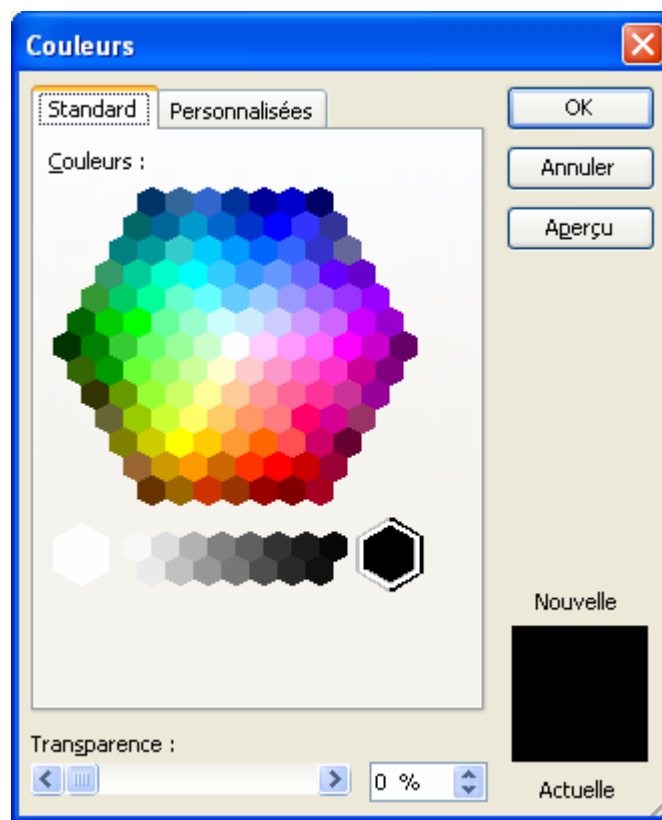 Couleurs
Standard
Personnalisées
OK
Couleurs :
Annuler
Aperçu
Nouvelle
Transparence :
0 %
Actuelle